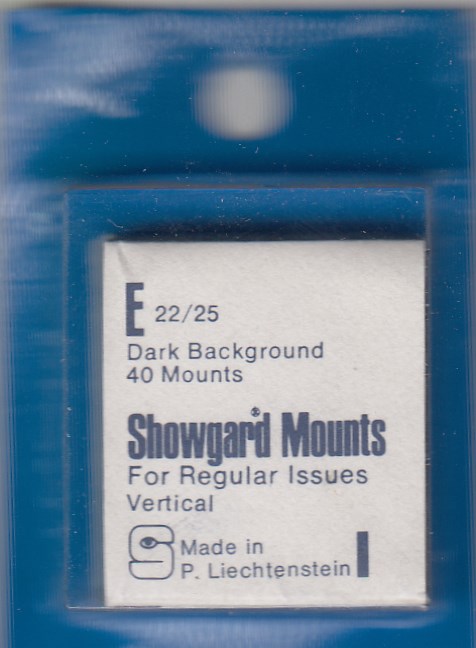 E 22/25
Dark Background
40 Mounts
Showgard® Mounts
For Regular Issues
Vertical
S Made in
P. Liechtenstein